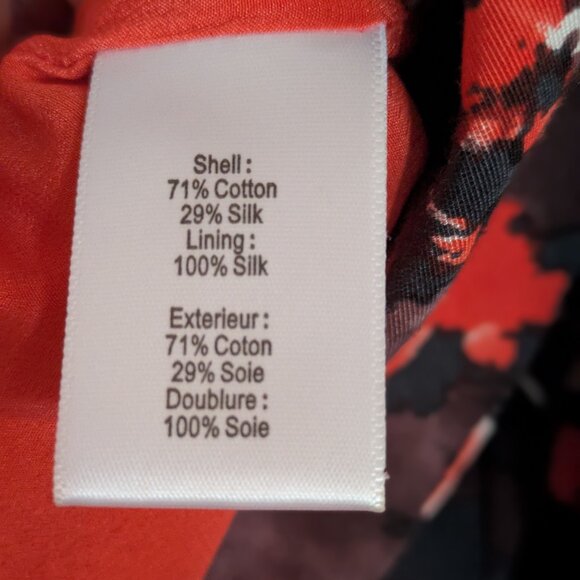 Shell :
71% Cotton
29% Silk
Lining :
100% Silk
Exterieur :
71% Coton
29% Soie
Doublure :
100% Soie